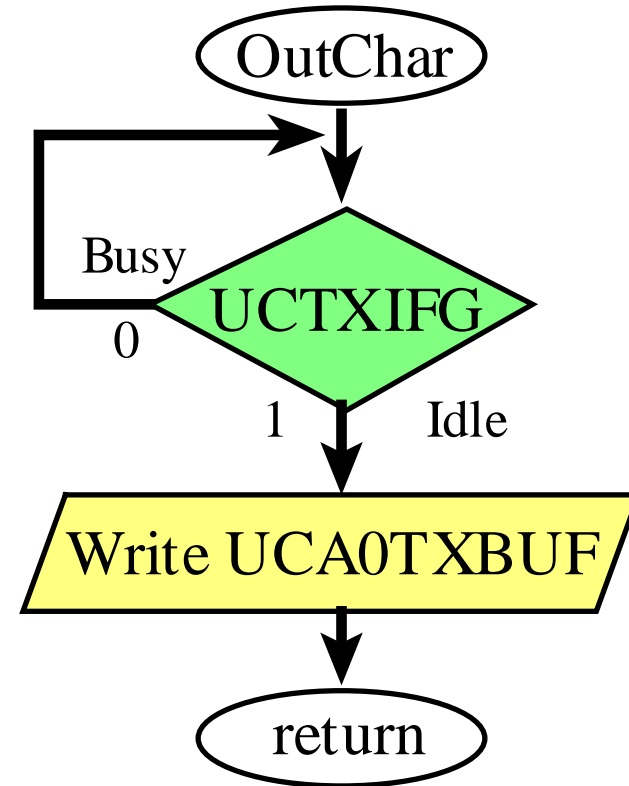 OutChar
Busy
UCTXIFG
0
1 Idle
Write UCA0TXBUF
return